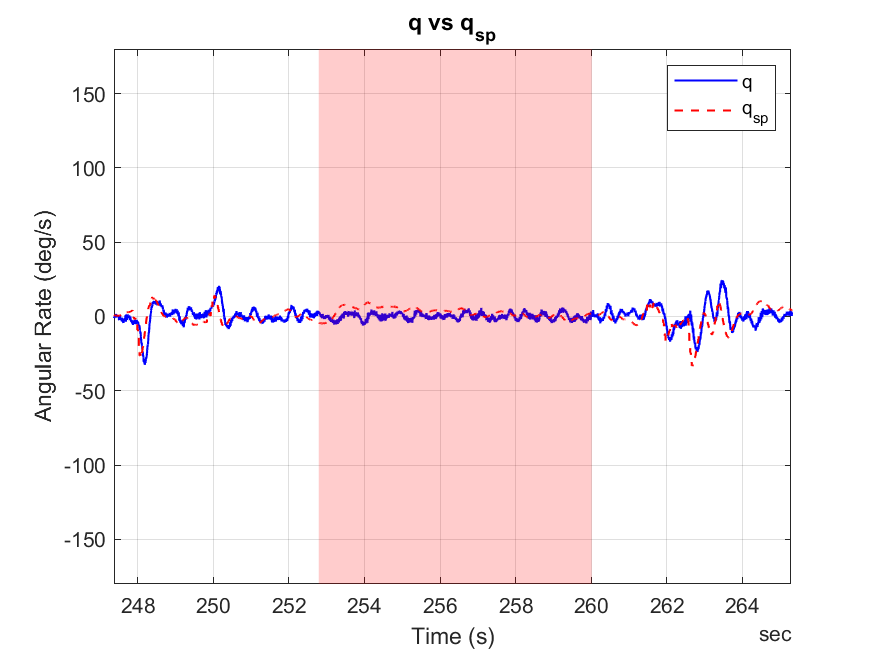 q vs q_sp
q
q_sp
150
100
50
0
-50
-100
-150
Angular Rate (deg/s)
248 250 252 254 256 258 260 262 264
Time (s)
sec